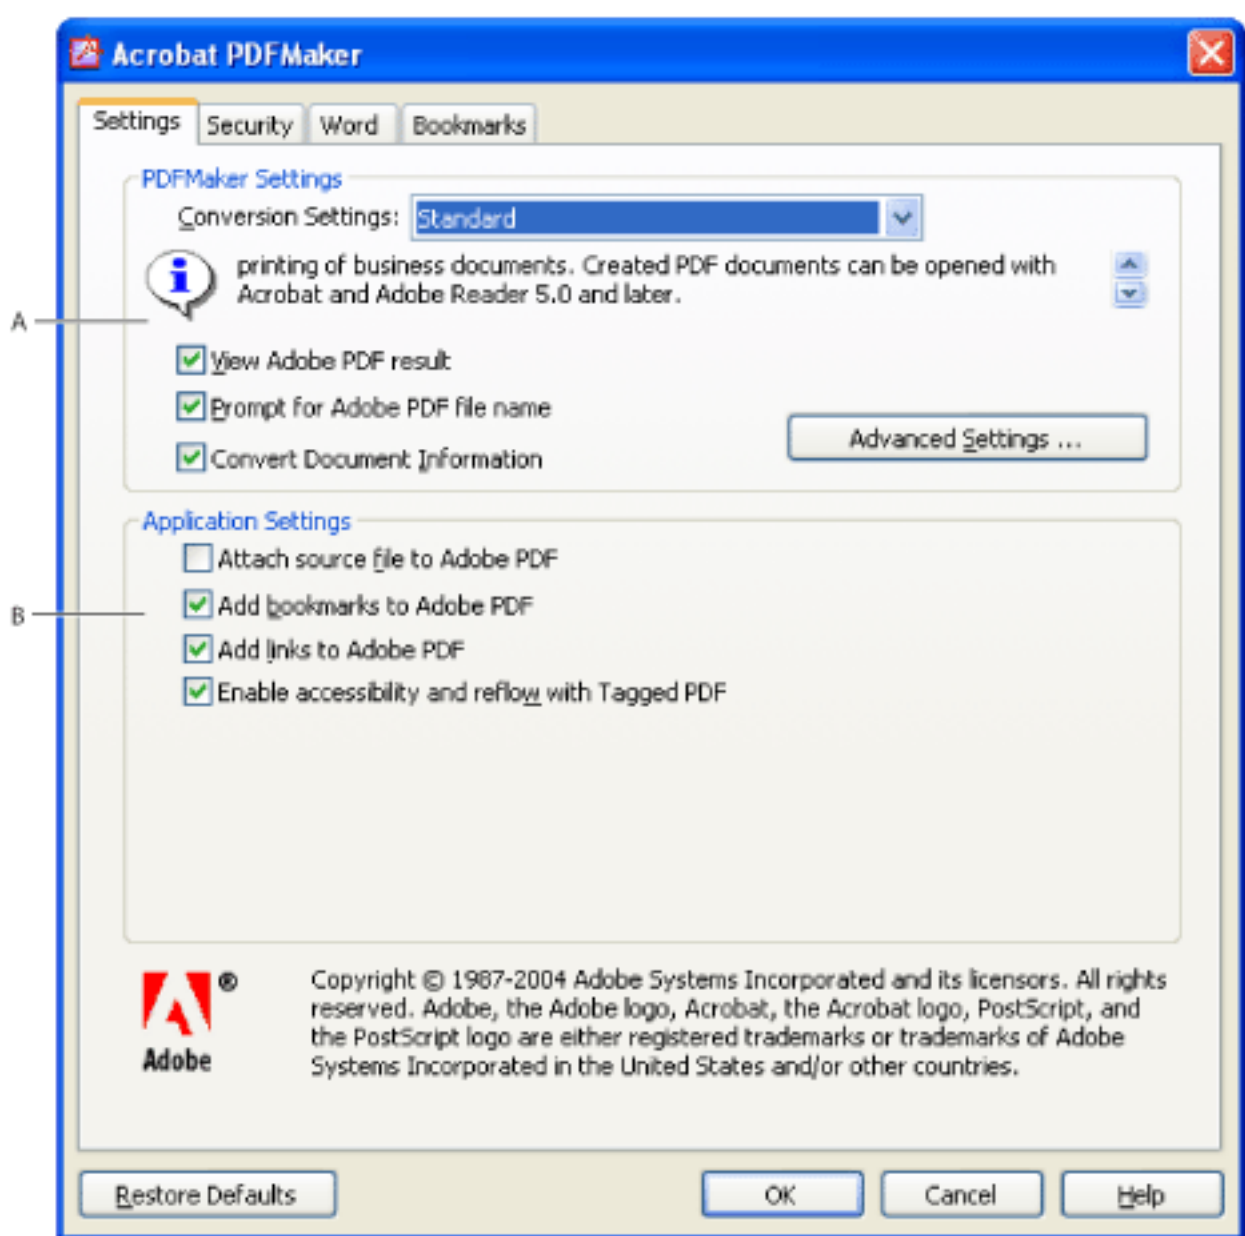 Acrobat PDFMaker
Settings
Security
Word
Bookmarks
PDFMaker Settings
Conversion Settings: Standard
printing of business documents. Created PDF documents can be opened with
Acrobat and Adobe Reader 5.0 and later.
A
View Adobe PDF result
Prompt for Adobe PDF file name
Advanced Settings ...
Convert Document Information
Application Settings
Attach source file to Adobe PDF
B
Add bookmarks to Adobe PDF
Add links to Adobe PDF
Enable accessibility and reflow with Tagged PDF
Adobe
®
Copyright © 1987-2004 Adobe Systems Incorporated and its licensors. All rights
reserved. Adobe, the Adobe logo, Acrobat, the Acrobat logo, PostScript, and
the PostScript logo are either registered trademarks or trademarks of Adobe
Systems Incorporated in the United States and/or other countries.
Restore Defaults
OK
Cancel
Help